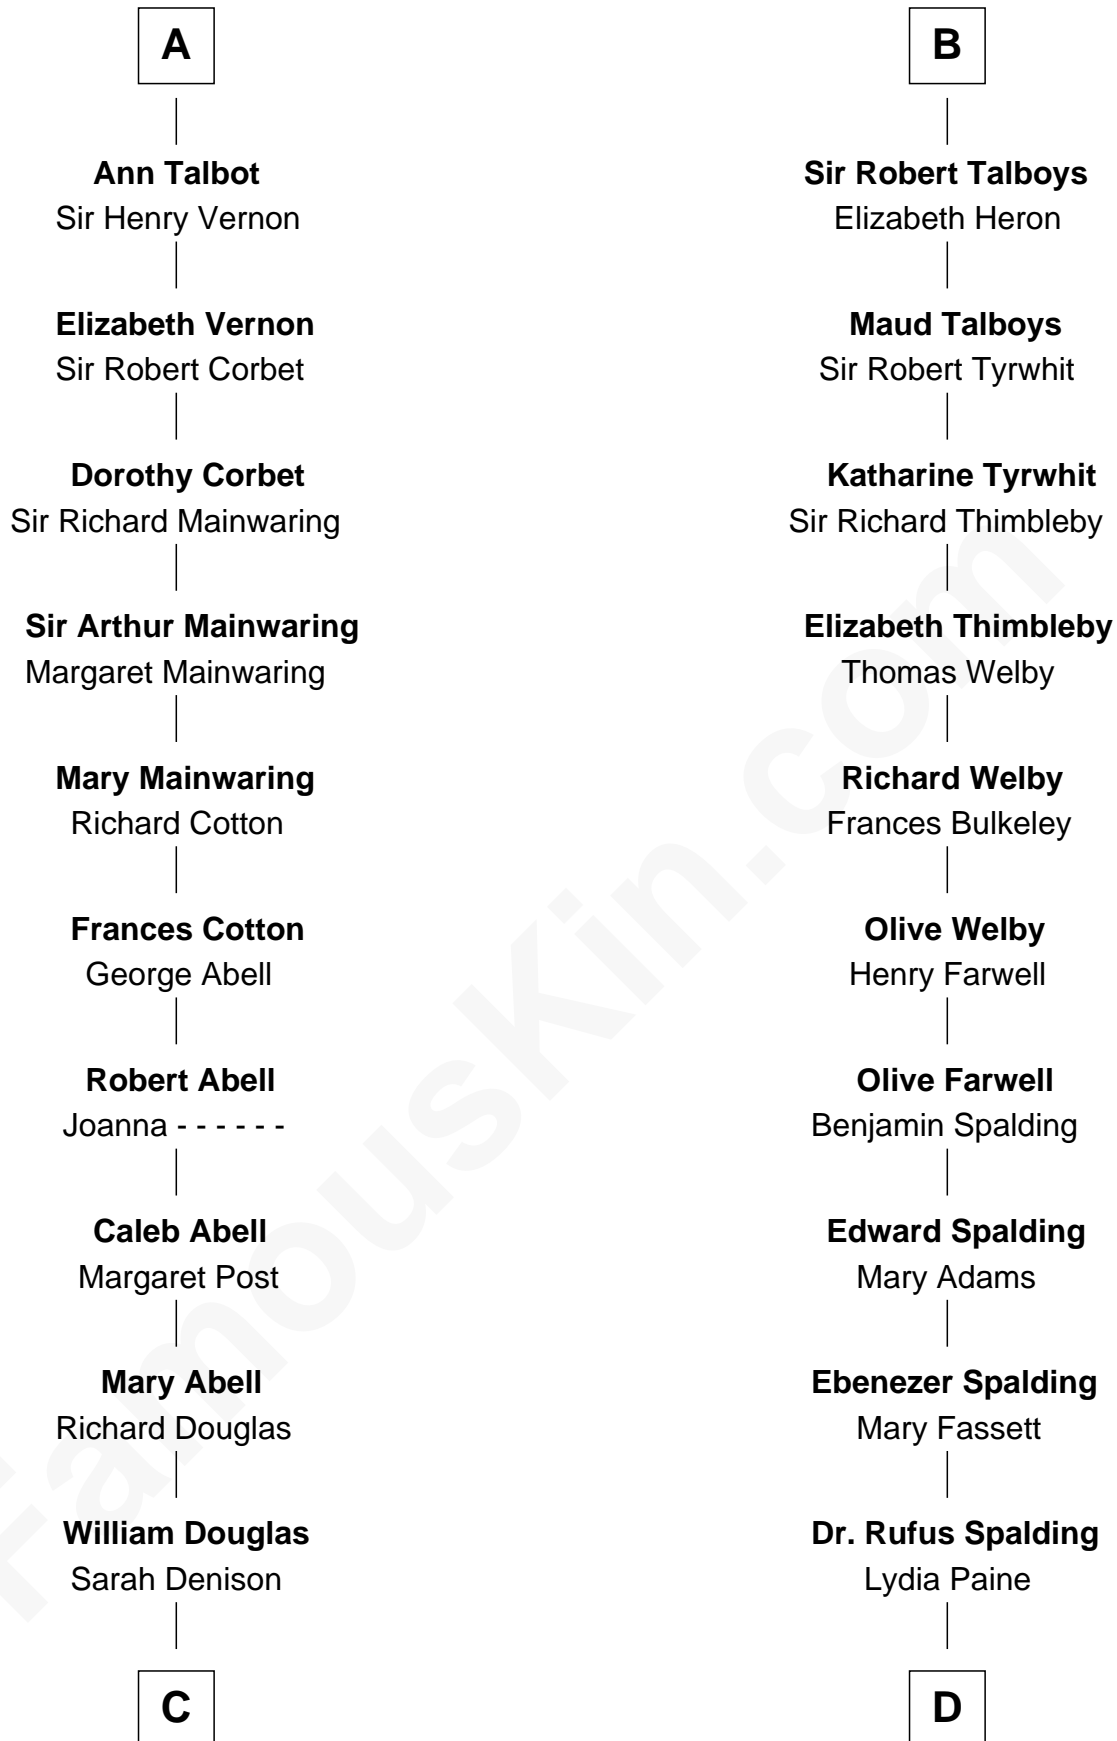 A
Ann Talbot
Sir Henry Vernon
Elizabeth Vernon
Sir Robert Corbet
Dorothy Corbet
Sir Richard Mainwaring
Sir Arthur Mainwaring
Margaret Mainwaring
Mary Mainwaring
Richard Cotton
Frances Cotton
George Abell
Robert Abell
Joanna - - - - - -
Caleb Abell
Margaret Post
Mary Abell
Richard Douglas
William Douglas
Sarah Denison
C
B
Sir Robert Talboys
Elizabeth Heron
Maud Talboys
Sir Robert Tyrwhit
Katharine Tyrwhit
Sir Richard Thimbleby
Elizabeth Thimbleby
Thomas Welby
Richard Welby
Frances Bulkeley
Olive Welby
Henry Farwell
Olive Farwell
Benjamin Spalding
Edward Spalding
Mary Adams
Ebenezer Spalding
Mary Fassett
Dr. Rufus Spalding
Lydia Paine
D
FamousKin.com